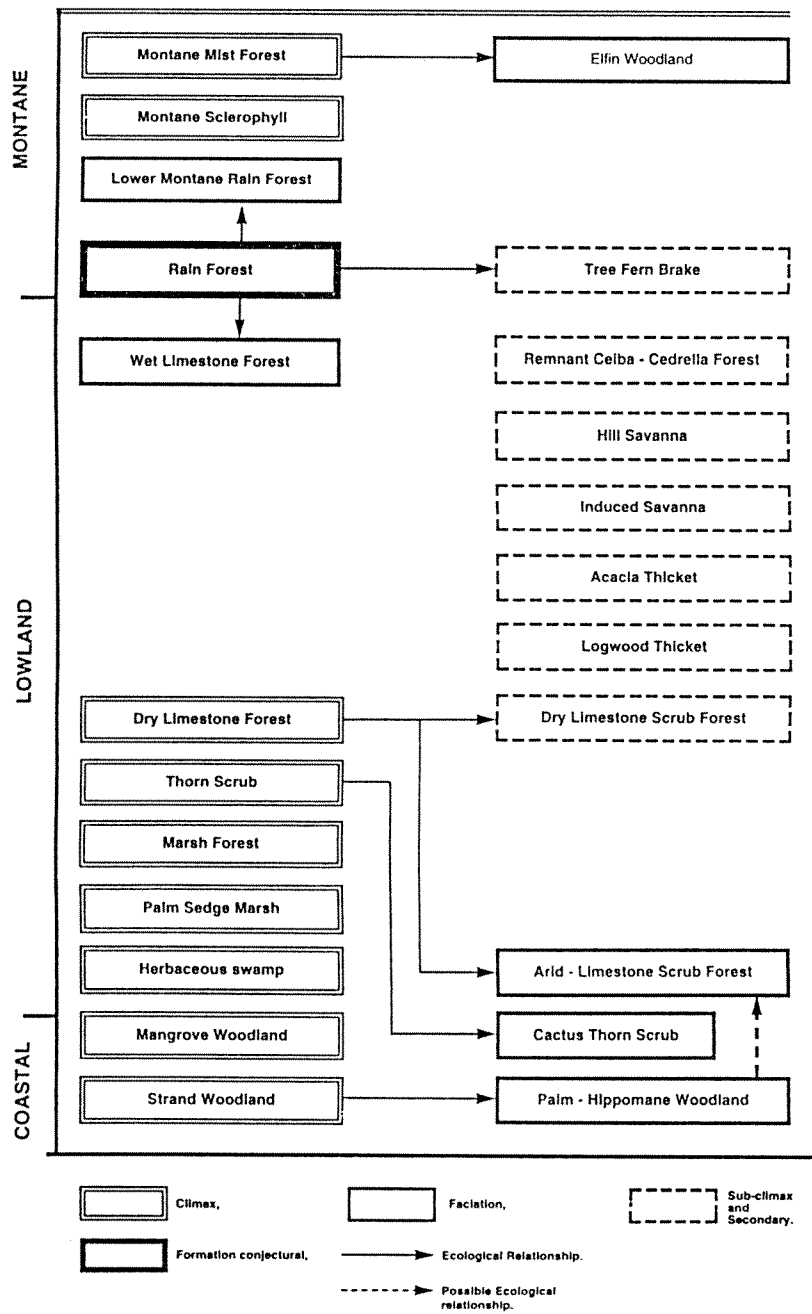 MONTANE
Montane Mist Forest
Elfin Woodland
Montane Sclerophyll
Lower Montane Rain Forest
Rain Forest
Tree Fern Brake
LOWLAND
Wet Limestone Forest
Remnant Ceiba - Cedrella Forest
Hill Savanna
Induced Savanna
Acacia Thicket
Logwood Thicket
Dry Limestone Forest
Dry Limestone Scrub Forest
Thorn Scrub
Marsh Forest
Palm Sedge Marsh
Herbaceous swamp
Arid - Limestone Scrub Forest
COASTAL
Mangrove Woodland
Cactus Thorn Scrub
Strand Woodland
Palm - Hippomane Woodland
Climax,
Faciation,
Sub-climax
and
Secondary.
Formation conjectural,
Ecological Relationship.
Possible Ecological
relationship.